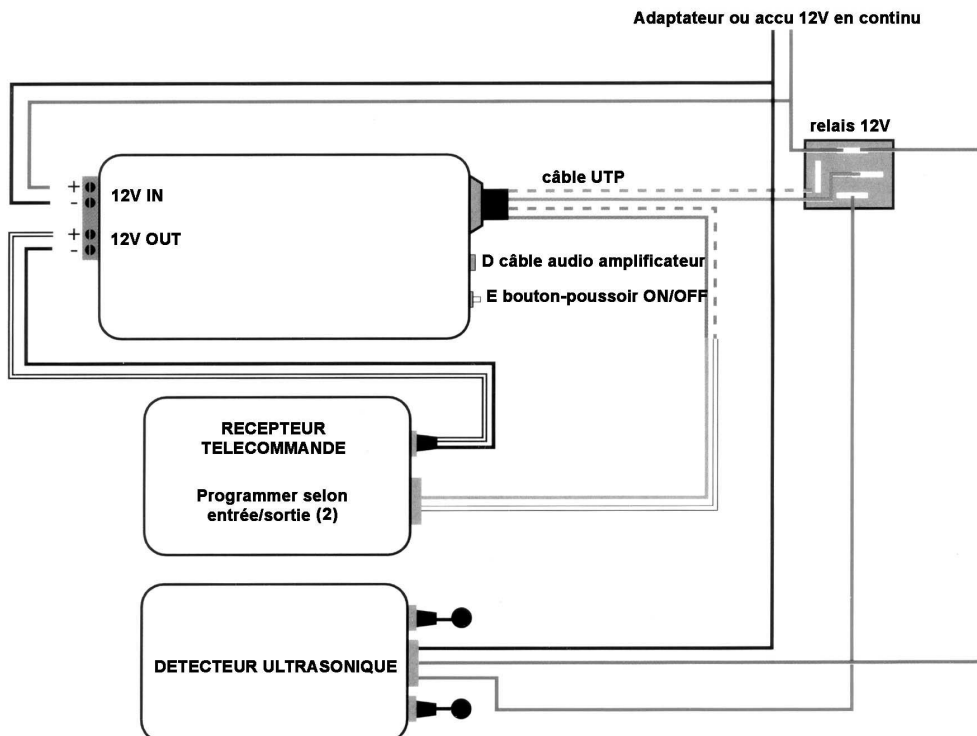 Adaptateur ou accu 12V en continu
relais 12V
câble UTP
+ 12V IN
-
+ 12V OUT
-
D câble audio amplificateur
E bouton-poussoir ON/OFF
RECEPTEUR
TELECOMMANDE
Programmer selon
entrée/sortie (2)
DETECTEUR ULTRASONIQUE